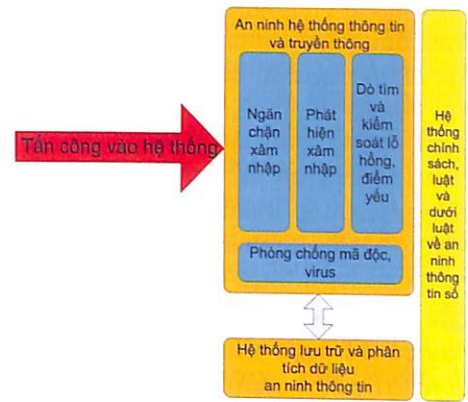 An ninh hệ thống thông tin
và truyền thông
Tấn công vào hệ thống
Ngăn
chặn
xâm
nhập
Phát
hiện
xâm
nhập
Dò tìm
và
kiểm
soát lỗ
hổng,
điểm
yếu
Phòng chống mã độc,
virus
Hệ
thống
chính
sách,
luật
và
dưới
luật
về an
ninh
thông
tin số
Hệ thống lưu trữ và phân
tích dữ liệu
an ninh thông tin